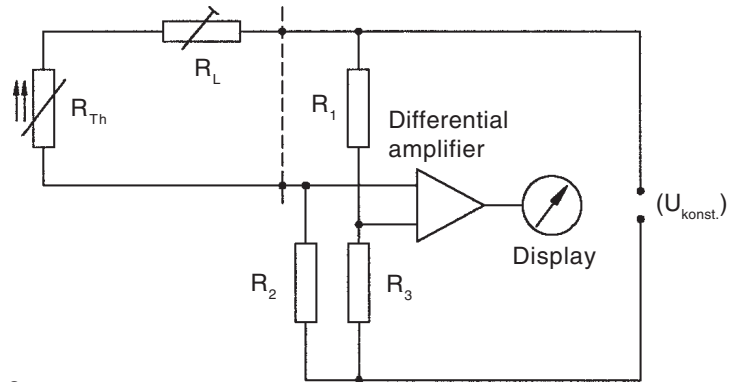 R_L
R_Th
R_1
Differential
amplifier
(U_konst.)
Display
R_2
R_3